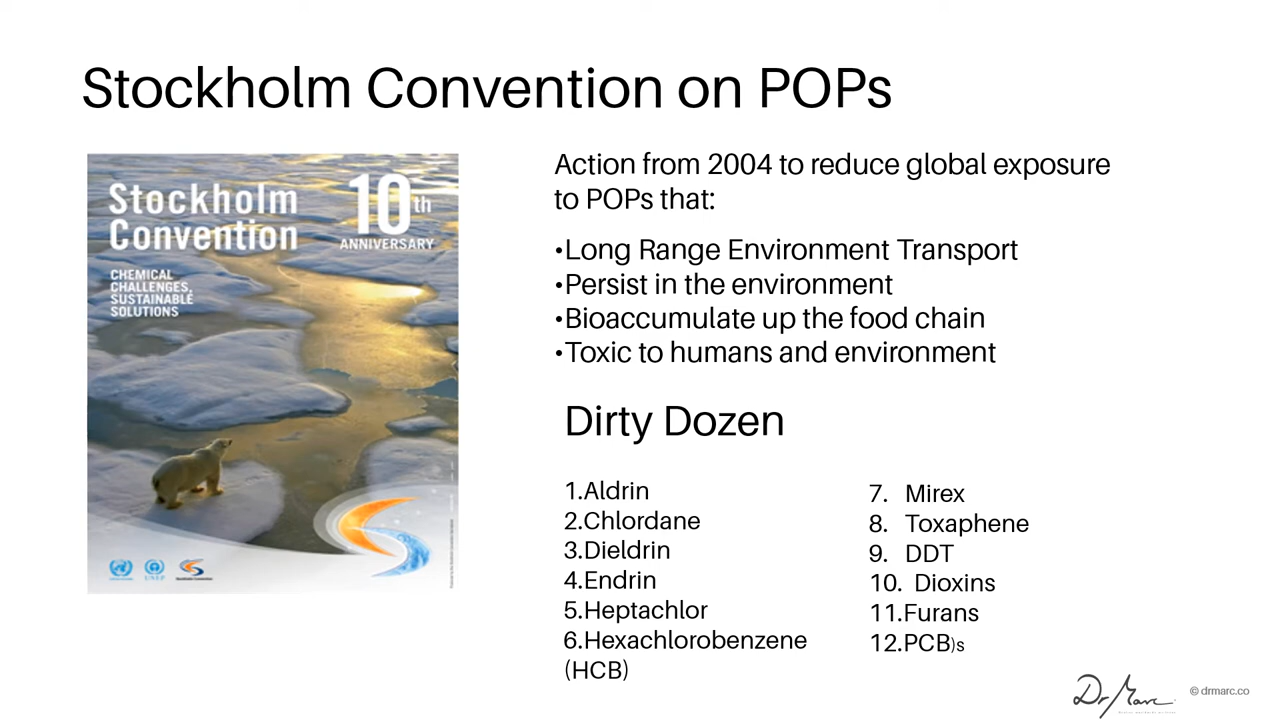 Stockholm Convention on POPs
Stockholm
Convention
10th
ANNIVERSARY
CHEMICAL
CHALLENGES,
SUSTAINABLE
SOLUTIONS
UNEP
Action from 2004 to reduce global exposure
to POPs that:
•Long Range Environment Transport
•Persist in the environment
•Bioaccumulate up the food chain
•Toxic to humans and environment
Dirty Dozen
1.Aldrin
2.Chlordane
3.Dieldrin
4.Endrin
5.Heptachlor
6.Hexachlorobenzene
(HCB)
7. Mirex
8. Toxaphene
9. DDT
10. Dioxins
11.Furans
12.PCB)s
Dr Marc
© drmarc.co